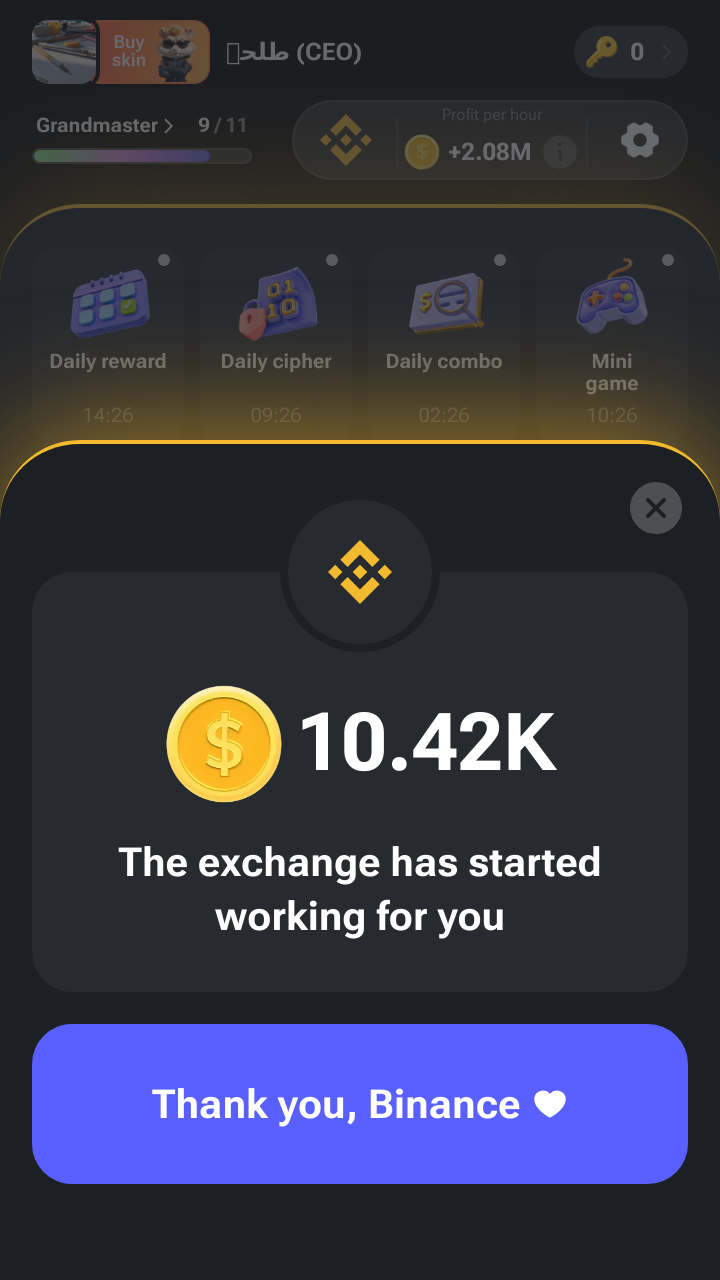 Buy
skin
طلحہ (CEO)
0
Grandmaster
9 / 11
Profit per hour
+2.08M
Daily reward
Daily cipher
Daily combo
Mini
game
14:26
09:26
02:26
10:26
10.42K
The exchange has started
working for you
Thank you, Binance